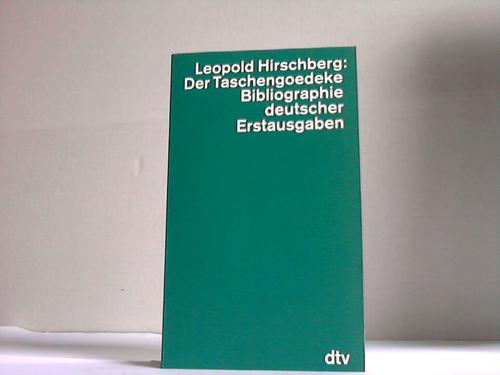 Leopold Hirschberg:
Der Taschengoedeke
Bibliographie
deutscher
Erstausgaben
dtv